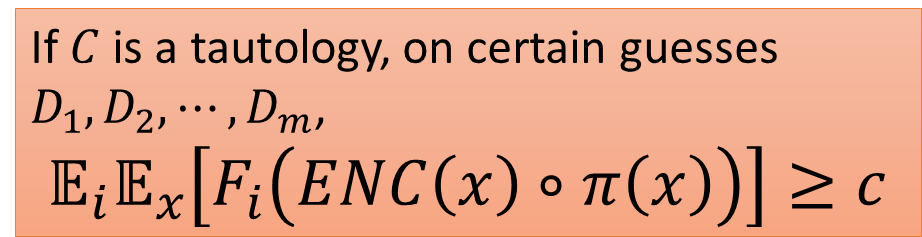 If C is a tautology, on certain guesses
D₁, D₂, ⋯ , Dₘ,
𝔼ᵢ𝔼ₓ[Fᵢ(ENC(x) ∘ π(x))] ≥ c